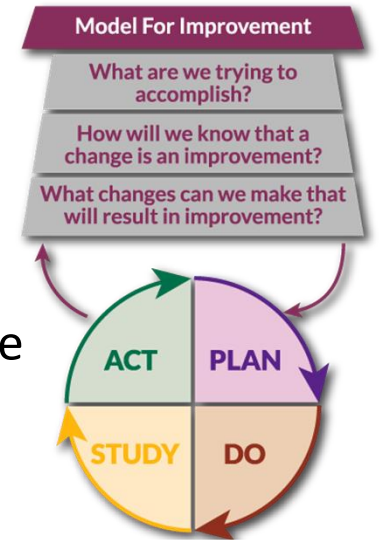 Model For Improvement
What are we trying to
accomplish?
How will we know that a
change is an improvement?
What changes can we make that
will result in improvement?
e
ACT
PLAN
STUDY
DO